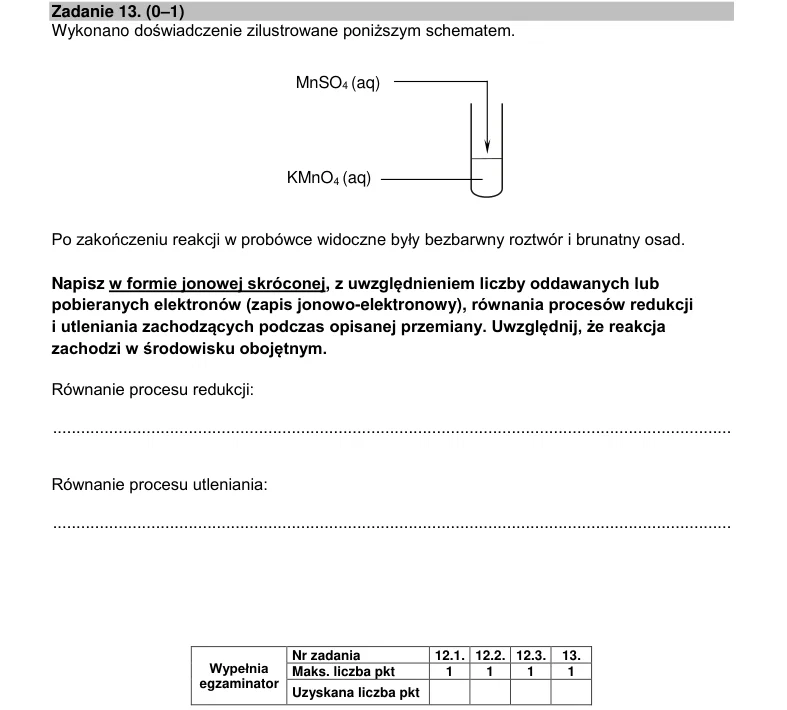 Zadanie 13. (0–1)
Wykonano doświadczenie zilustrowane poniższym schematem.
MnSO₄ (aq)
KMnO₄ (aq)
Po zakończeniu reakcji w probówce widoczne były bezbarwny roztwór i brunatny osad.
Napisz w formie jonowej skróconej, z uwzględnieniem liczby oddawanych lub
pobieranych elektronów (zapis jonowo-elektronowy), równania procesów redukcji
i utleniania zachodzących podczas opisanej przemiany. Uwzględnij, że reakcja
zachodzi w środowisku obojętnym.
Równanie procesu redukcji:
Równanie procesu utleniania:
Wypełnia egzaminator
Nr zadania 12.1. 12.2. 12.3. 13.
Maks. liczba pkt 1 1 1 1
Uzyskana liczba pkt